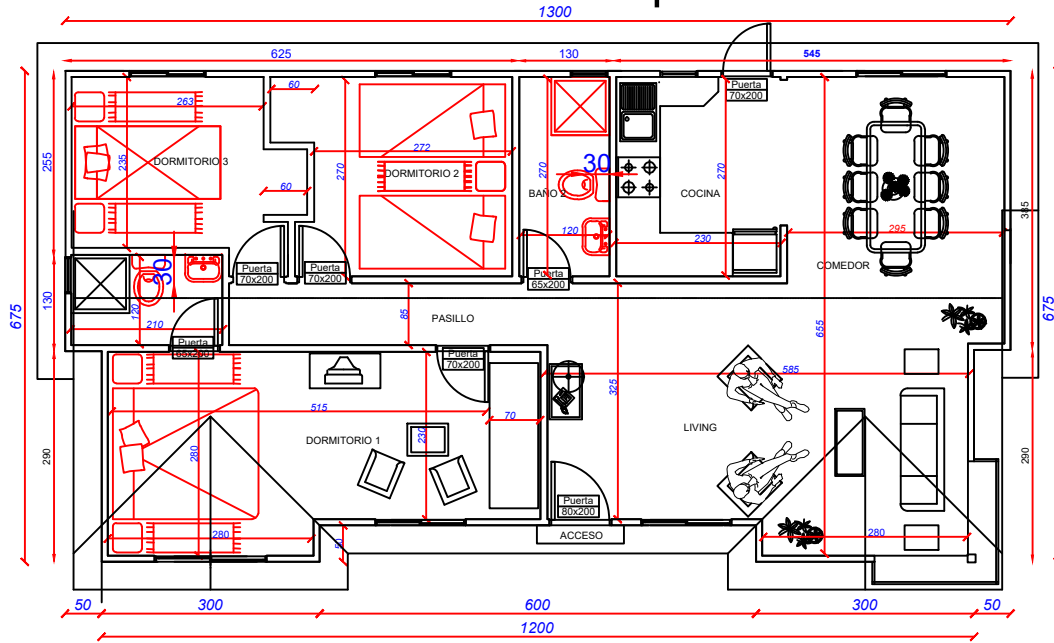 1300
625
130
545
60
263
Puerta
70x200
DORMITORIO 3
235
272
DORMITORIO 2
270
270
30
BAÑO 2
270
COCINA
255
60
385
120
230
295
COMEDOR
30
Puerta
70x200
Puerta
70x200
Puerta
65x200
675
130
120
210
85
PASILLO
655
675
Puerta
65x200
Puerta
70x200
585
515
70
325
DORMITORIO 1
230
LIVING
290
280
290
Puerta
80x200
ACCESO
280
50
280
50
300
600
300
50
1200